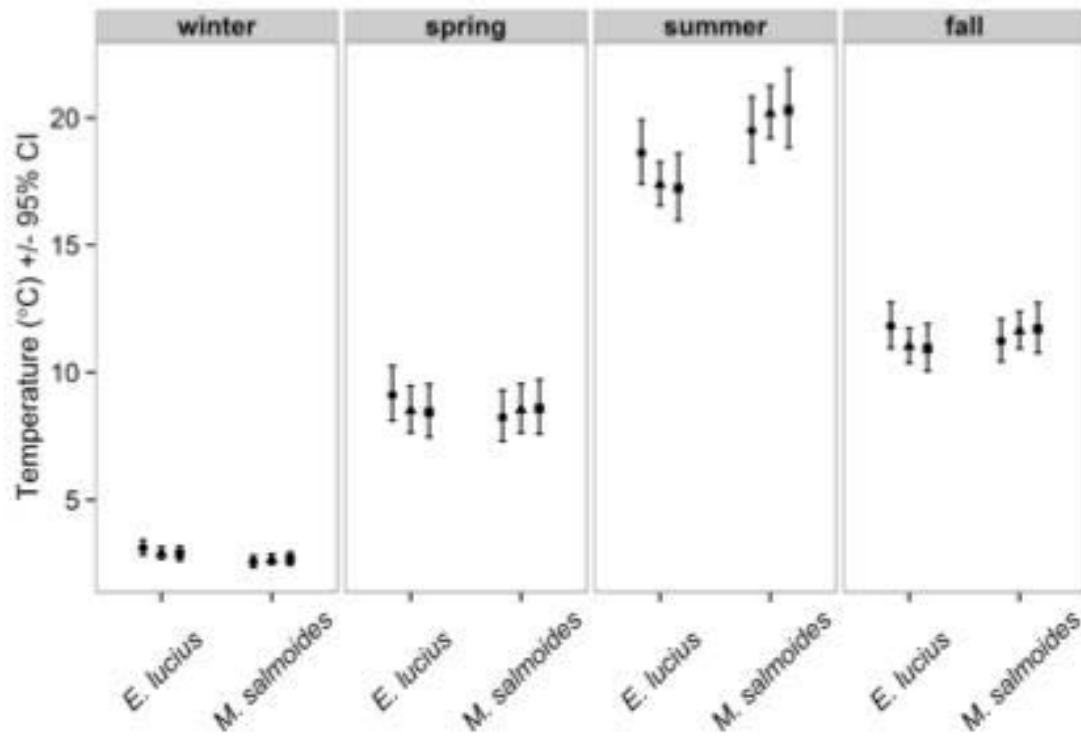 winter
spring
summer
fall
Temperature (°C) +/- 95% CI
20
15
10
5
E. lucius
M. salmoides
E. lucius
M. salmoides
E. lucius
M. salmoides
E. lucius
M. salmoides